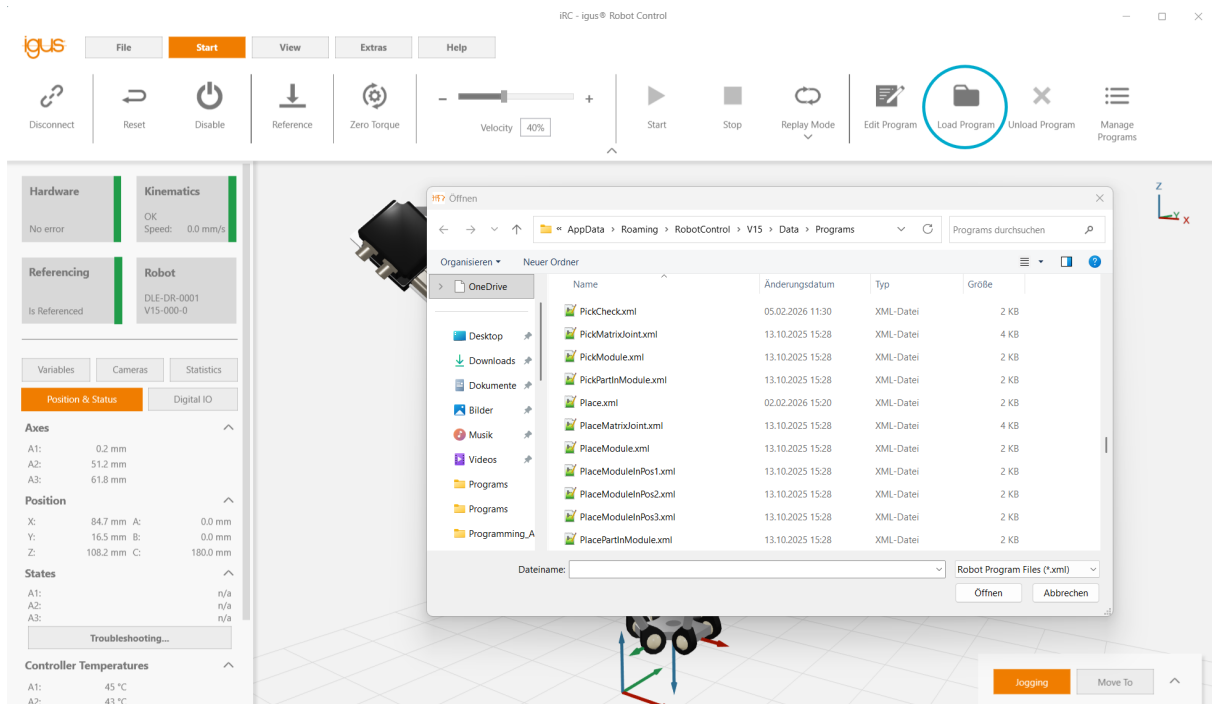 iRC - igus® Robot Control
igus
File
Start
View
Extras
Help
Disconnect
Reset
Disable
Reference
Zero Torque
–
+
Velocity
40%
Start
Stop
Replay Mode
Edit Program
Load Program
Unload Program
Manage
Programs
Hardware
No error
Kinematics
OK
Speed: 0.0 mm/s
Referencing
Is Referenced
Robot
DLE-DR-0001
V15-000-0
Variables
Cameras
Statistics
Position & Status
Digital IO
Axes
A1: 0.2 mm
A2: 51.2 mm
A3: 61.8 mm
Position
X: 84.7 mm A: 0.0 mm
Y: 16.5 mm B: 0.0 mm
Z: 108.2 mm C: 180.0 mm
States
A1: n/a
A2: n/a
A3: n/a
Troubleshooting...
Controller Temperatures
A1: 45 °C
A2: 43 °C
Öffnen
« AppData › Roaming › RobotControl › V15 › Data › Programs
Programs durchsuchen
Organisieren
Neuer Ordner
OneDrive
Desktop
Downloads
Dokumente
Bilder
Musik
Videos
Programs
Programs
Programming_A
Name Änderungsdatum Typ Größe
PickCheck.xml 05.02.2026 11:30 XML-Datei 2 KB
PickMatrixJoint.xml 13.10.2025 15:28 XML-Datei 4 KB
PickModule.xml 13.10.2025 15:28 XML-Datei 2 KB
PickPartInModule.xml 13.10.2025 15:28 XML-Datei 2 KB
Place.xml 02.02.2026 15:20 XML-Datei 2 KB
PlaceMatrixJoint.xml 13.10.2025 15:28 XML-Datei 4 KB
PlaceModule.xml 13.10.2025 15:28 XML-Datei 2 KB
PlaceModuleInPos1.xml 13.10.2025 15:28 XML-Datei 2 KB
PlaceModuleInPos2.xml 13.10.2025 15:28 XML-Datei 2 KB
PlaceModuleInPos3.xml 13.10.2025 15:28 XML-Datei 2 KB
PlacePartInModule.xml 13.10.2025 15:28 XML-Datei 2 KB
Dateiname:
Robot Program Files (*.xml)
Öffnen
Abbrechen
Z
Y
X
Jogging
Move To